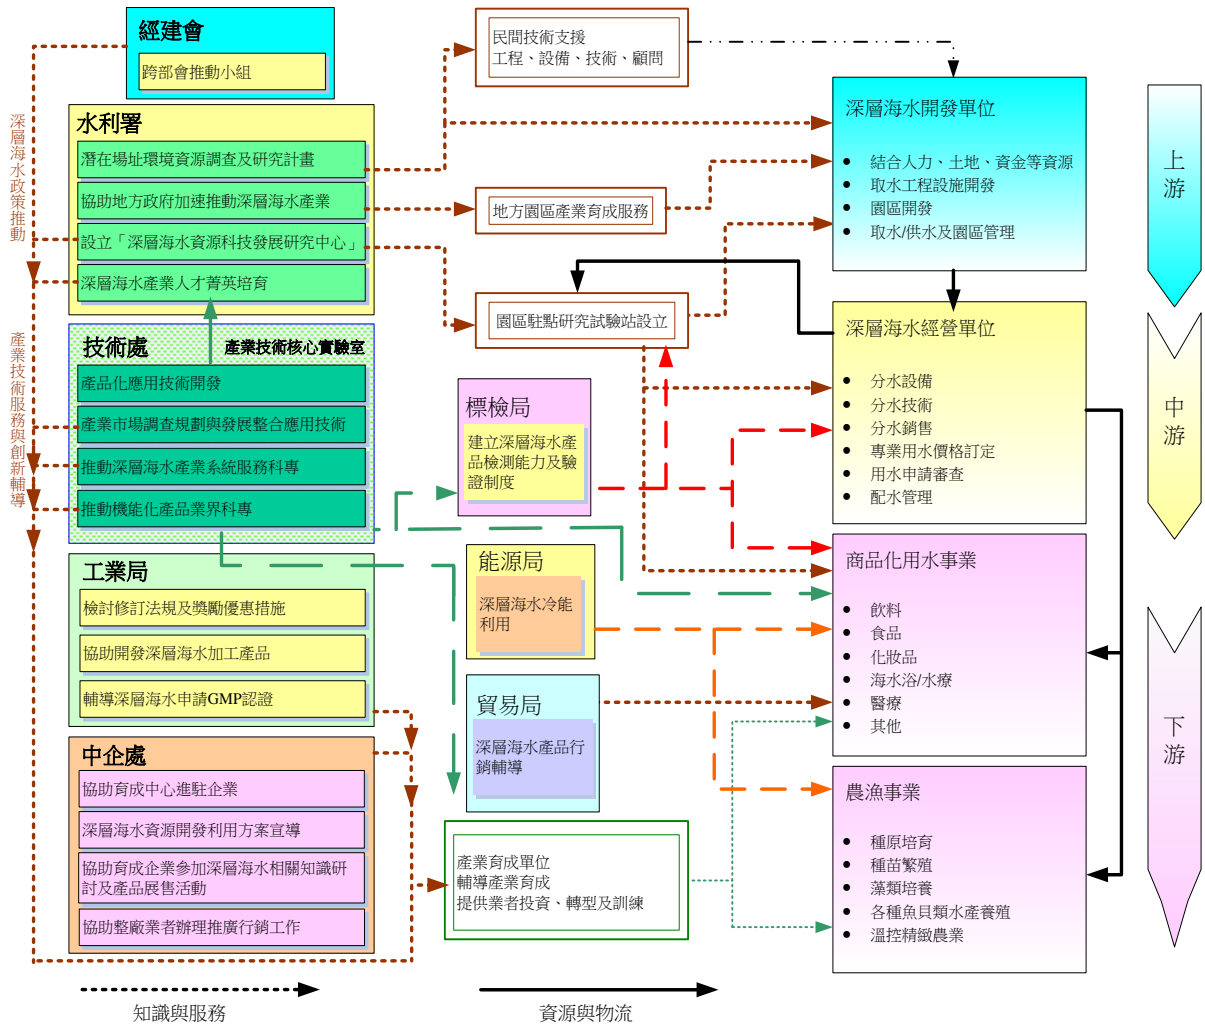 經建會
跨部會推動小組
深層海水政策推動
水利署
潛在場址環境資源調查及研究計畫
協助地方政府加速推動深層海水產業
設立「深層海水資源科技發展研究中心」
深層海水產業人才菁英培育
產業技術服務與創新輔導
技術處
產業技術核心實驗室
產品化應用技術開發
產業市場調查規劃與發展整合應用技術
推動深層海水產業系統服務科專
推動機能化產品業界科專
工業局
檢討修訂法規及獎勵優惠措施
協助開發深層海水加工產品
輔導深層海水申請GMP認證
中企處
協助育成中心進駐企業
深層海水資源開發利用方案宣導
協助育成企業參加深層海水相關知識研
討及產品展售活動
協助整廠業者辦理推廣行銷工作
民間技術支援
工程、設備、技術、顧問
地方園區產業育成服務
園區駐點研究試驗站設立
標檢局
建立深層海水產
品檢測能力及驗
證制度
能源局
深層海水冷能
利用
貿易局
深層海水產品行
銷輔導
產業育成單位
輔導產業育成
提供業者投資、轉型及訓練
深層海水開發單位
• 結合人力、土地、資金等資源
• 取水工程設施開發
• 園區開發
• 取水/供水及園區管理
深層海水經營單位
• 分水設備
• 分水技術
• 分水銷售
• 專業用水價格訂定
• 用水申請審查
• 配水管理
商品化用水事業
• 飲料
• 食品
• 化妝品
• 海水浴/水療
• 醫療
• 其他
農漁事業
• 種原培育
• 種苗繁殖
• 藻類培養
• 各種魚貝類水產養殖
• 溫控精緻農業
上游
中游
下游
知識與服務
資源與物流